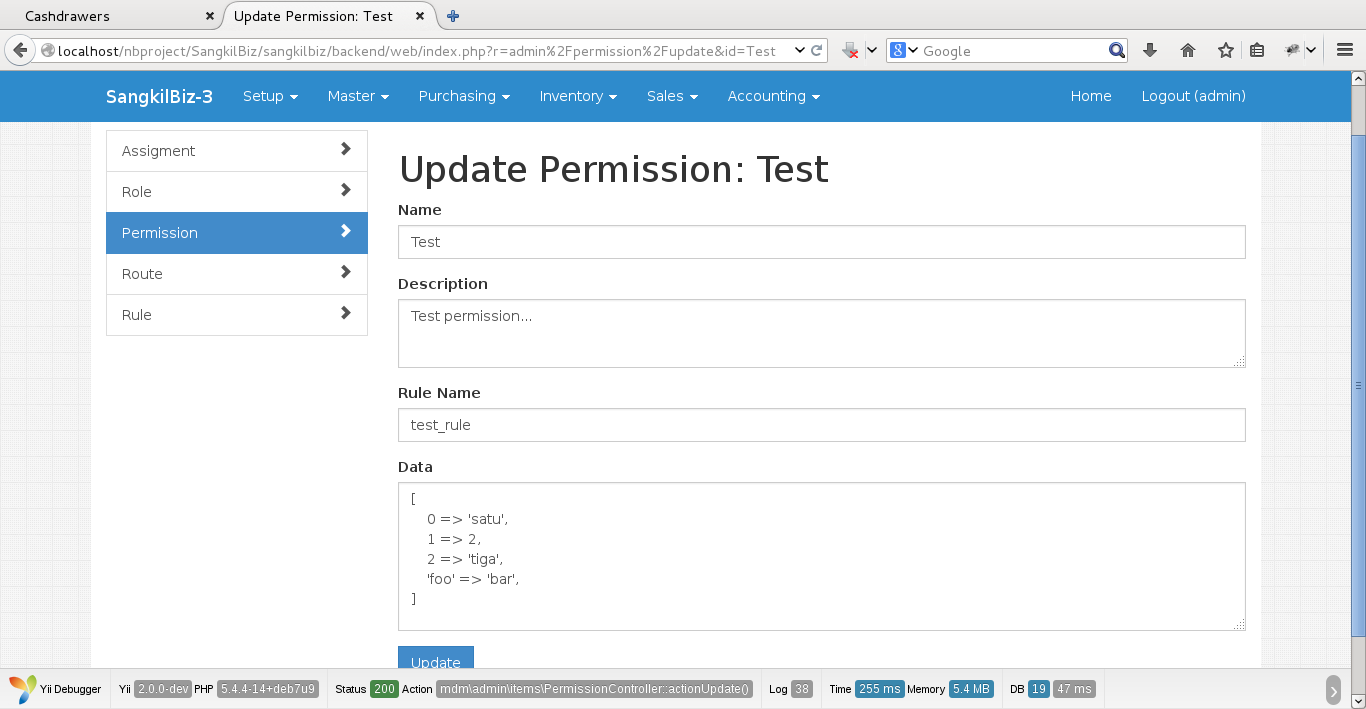 Cashdrawers
Update Permission: Test
localhost/nbproject/SangkilBiz/sangkilbiz/backend/web/index.php?r=admin%2Fpermission%2Fupdate&id=Test
8
Google
SangkilBiz-3
Setup
Master
Purchasing
Inventory
Sales
Accounting
Home
Logout (admin)
Assigment
Role
Permission
Route
Rule
Update Permission: Test
Name
Test
Description
Test permission...
Rule Name
test_rule
Data
[
0 => 'satu',
1 => 2,
2 => 'tiga',
'foo' => 'bar',
]
Update
Yii Debugger
Yii 2.0.0-dev PHP 5.4.4-14+deb7u9
Status 200 Action mdm\admin\items\PermissionController::actionUpdate()
Log 38
Time 255 ms Memory 5.4 MB
DB 19 47 ms